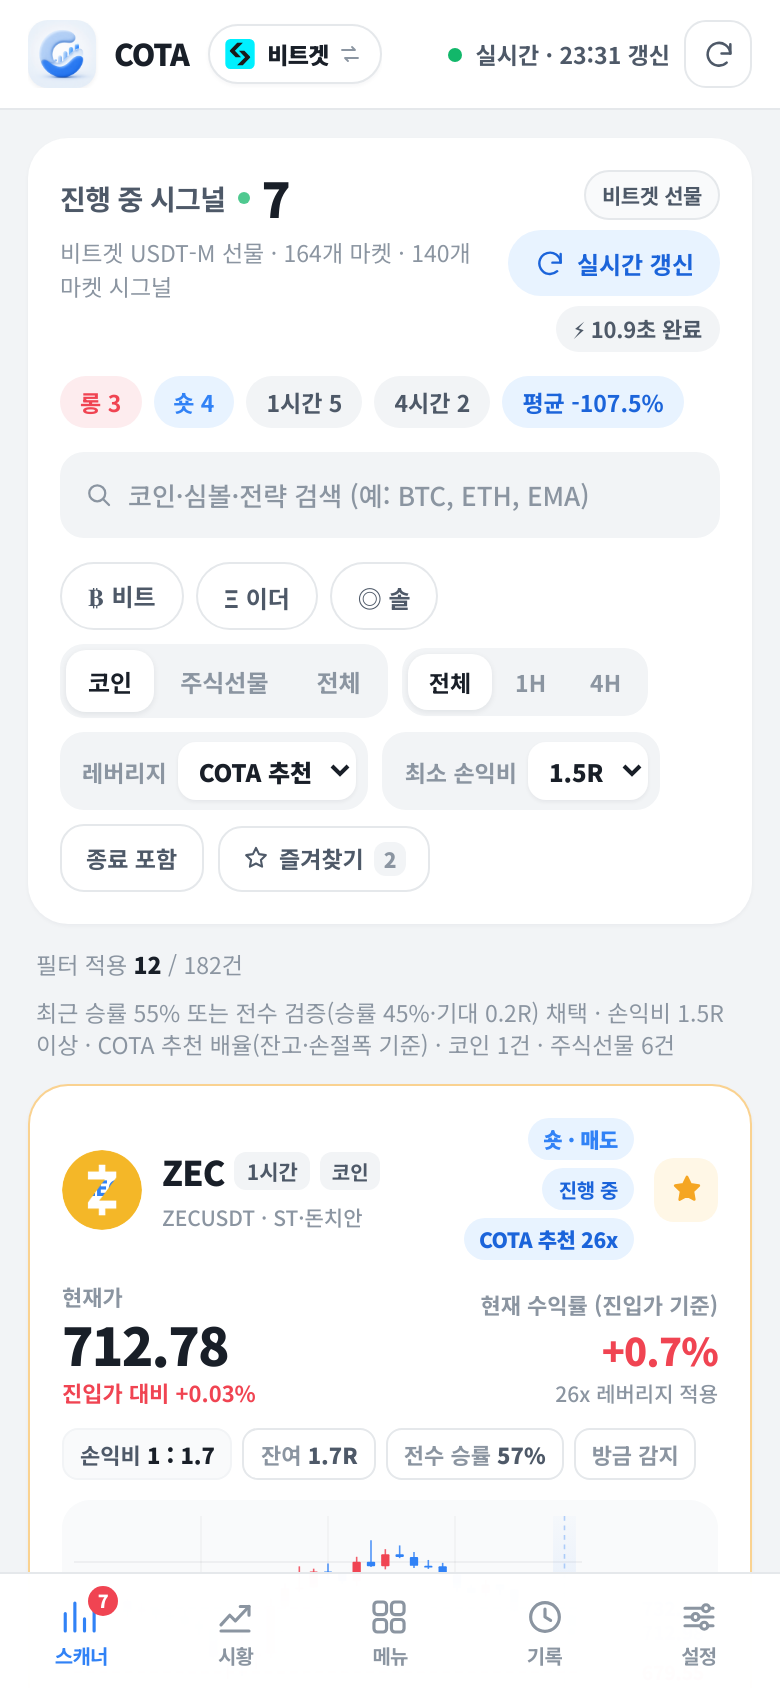 COTA 비트겟 실시간 · 23:31 갱신
진행 중 시그널 7
비트겟 선물
비트겟 USDT-M 선물 · 164개 마켓 · 140개
마켓 시그널
실시간 갱신
⚡ 10.9초 완료
롱 3 숏 4 1시간 5 4시간 2 평균 -107.5%
코인·심볼·전략 검색 (예: BTC, ETH, EMA)
₿ 비트 Ξ 이더 ◎ 솔
코인 주식선물 전체 전체 1H 4H
레버리지 COTA 추천 최소 손익비 1.5R
종료 포함 즐겨찾기 2
필터 적용 12 / 182건
최근 승률 55% 또는 전수 검증(승률 45%·기대 0.2R) 채택 · 손익비 1.5R
이상 · COTA 추천 배율(잔고·손절폭 기준) · 코인 1건 · 주식선물 6건
숏 · 매도
ZEC 1시간 코인
진행 중
ZECUSDT · ST·돈치안
COTA 추천 26x
현재가
현재 수익률 (진입가 기준)
712.78
+0.7%
진입가 대비 +0.03%
26x 레버리지 적용
손익비 1 : 1.7 잔여 1.7R 전수 승률 57% 방금 감지
7
스캐너 시황 메뉴 기록 설정